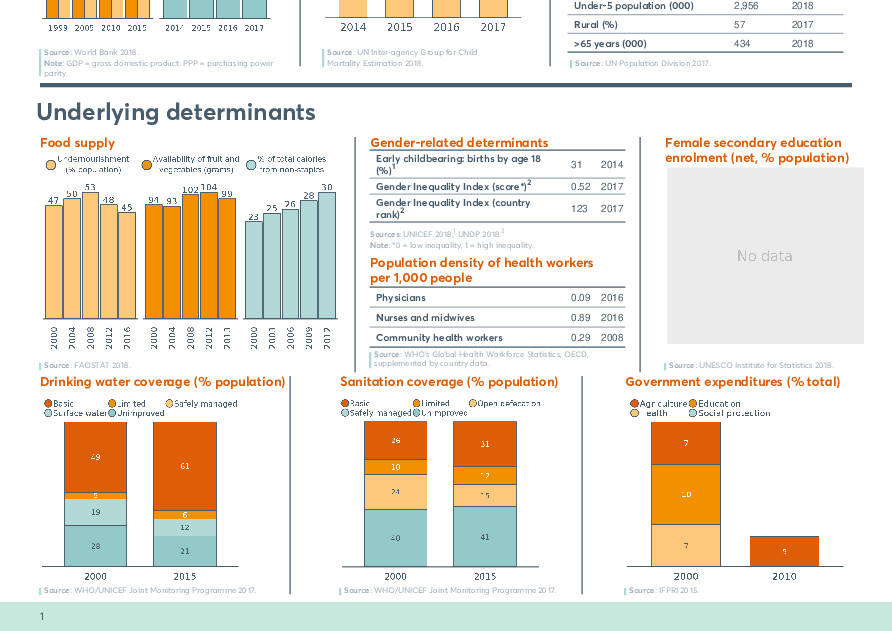 1999 2005 2010 2015
2014 2015 2016 2017
Source: World Bank 2018.
Note: GDP = gross domestic product. PPP = purchasing power
parity.
2014 2015 2016 2017
Source: UN Inter-agency Group for Child
Mortality Estimation 2018.
Under-5 population (000) 2,956 2018
Rural (%) 57 2017
>65 years (000) 434 2018
Source: UN Population Division 2017.
Underlying determinants
Food supply
Undernourishment
(% population)
Availability of fruit and
vegetables (grams)
% of total calories
from non-staples
47 50 53 48 45
94 93 102 104 99
23 25 26 28 30
2000 2004 2008 2012 2016
2000 2004 2008 2012
2000 2003 2006 2009 2012
Source: FAOSTAT 2018.
Gender-related determinants
Early childbearing: births by age 18
(%)1 31 2014
Gender Inequality Index (score*)2 0.52 2017
Gender Inequality Index (country
rank)2 123 2017
Sources: UNICEF 2018,1 UNDP 2018.2
Note: *0 = low inequality, 1 = high inequality.
Population density of health workers
per 1,000 people
Physicians 0.09 2016
Nurses and midwives 0.89 2016
Community health workers 0.29 2008
Source: WHO's Global Health Workforce Statistics, OECD,
supplemented by country data.
Female secondary education
enrolment (net, % population)
No data
Source: UNESCO Institute for Statistics 2018.
Drinking water coverage (% population)
Basic Limited Safely managed
Surface water Unimproved
49 5 19 28
61 6 12 21
2000 2015
Source: WHO/UNICEF Joint Monitoring Programme 2017.
Sanitation coverage (% population)
Basic Limited Open defecation
Safely managed Unimproved
26 10 24 40
31 12 15 41
2000 2015
Source: WHO/UNICEF Joint Monitoring Programme 2017.
Government expenditures (% total)
Agriculture Education
Health Social protection
7 10 7
5
2000 2010
Source: IFPRI 2015.
1